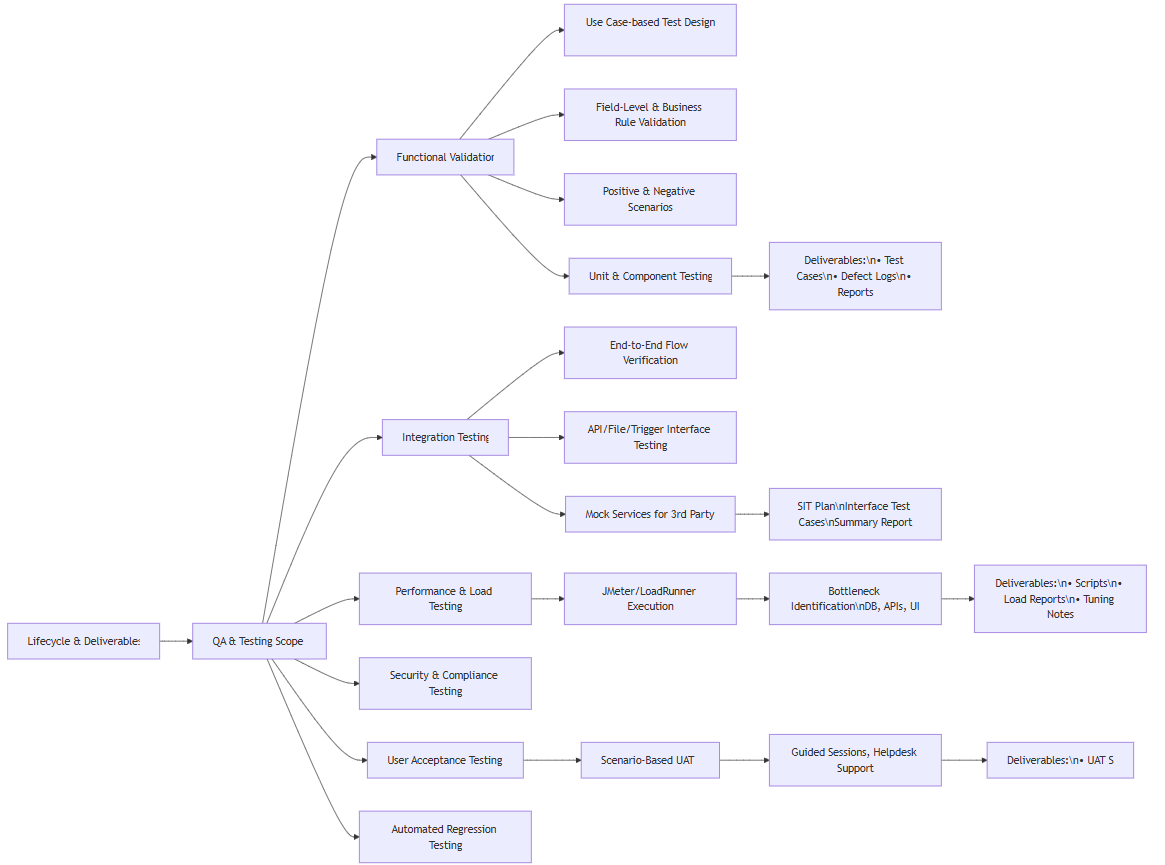 Use Case-based Test Design
Field-Level & Business
Rule Validation
Functional Validation
Positive & Negative
Scenarios
Unit & Component Testing
Deliverables:\n• Test
Cases\n• Defect Logs\n•
Reports
End-to-End Flow
Verification
Integration Testing
API/File/Trigger Interface
Testing
Mock Services for 3rd Party
SIT Plan\nInterface Test
Cases\nSummary Report
Performance & Load
Testing
JMeter/LoadRunner
Execution
Bottleneck
Identification\nDB, APIs, UI
Deliverables:\n• Scripts\n•
Load Reports\n• Tuning
Notes
Lifecycle & Deliverables
QA & Testing Scope
Security & Compliance
Testing
User Acceptance Testing
Scenario-Based UAT
Guided Sessions, Helpdesk
Support
Deliverables:\n• UAT S
Automated Regression
Testing